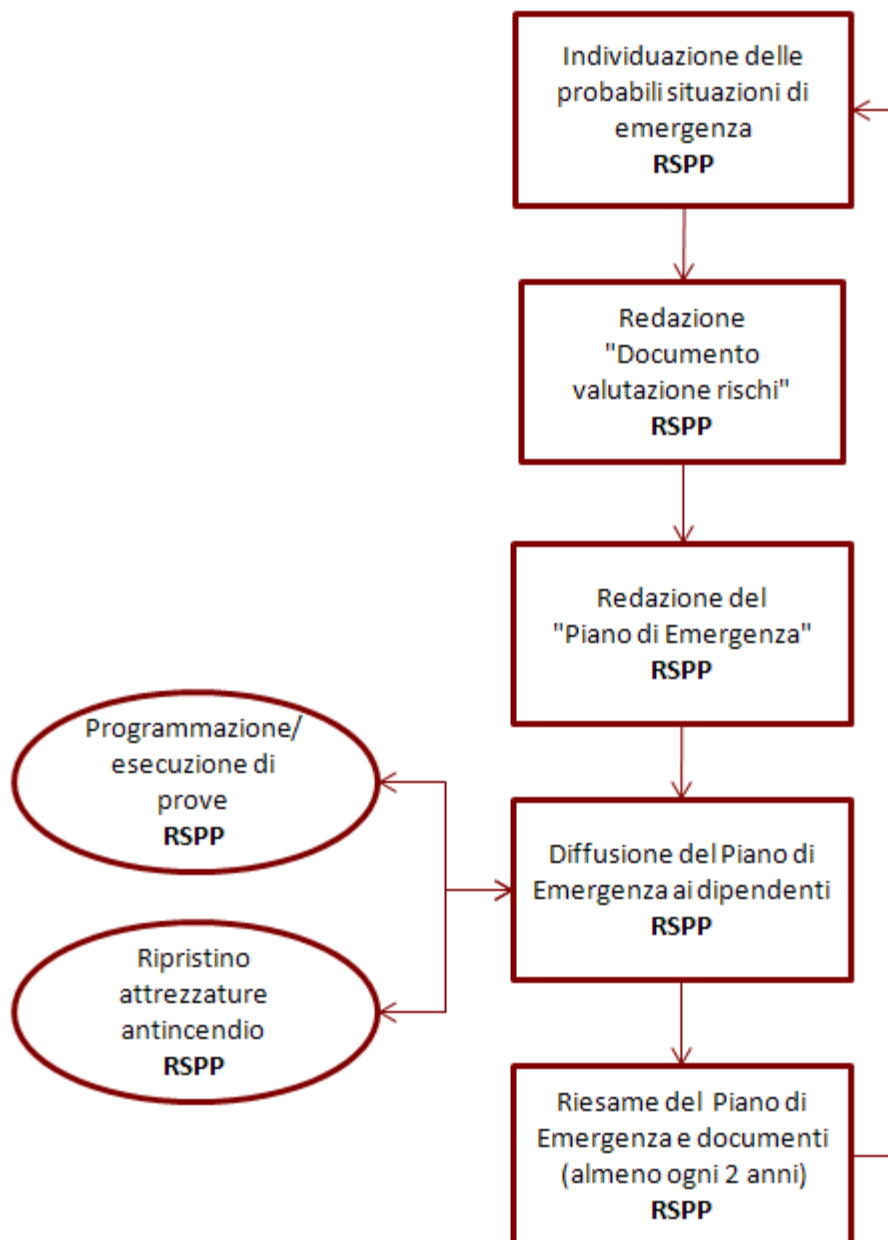 Individuazione delle
probabili situazioni di
emergenza
RSPP
Redazione
"Documento
valutazione rischi"
RSPP
Redazione del
"Piano di Emergenza"
RSPP
Programmazione/
esecuzione di
prove
RSPP
Diffusione del Piano di
Emergenza ai dipendenti
RSPP
Ripristino
attrezzature
antincendio
RSPP
Riesame del Piano di
Emergenza e documenti
(almeno ogni 2 anni)
RSPP